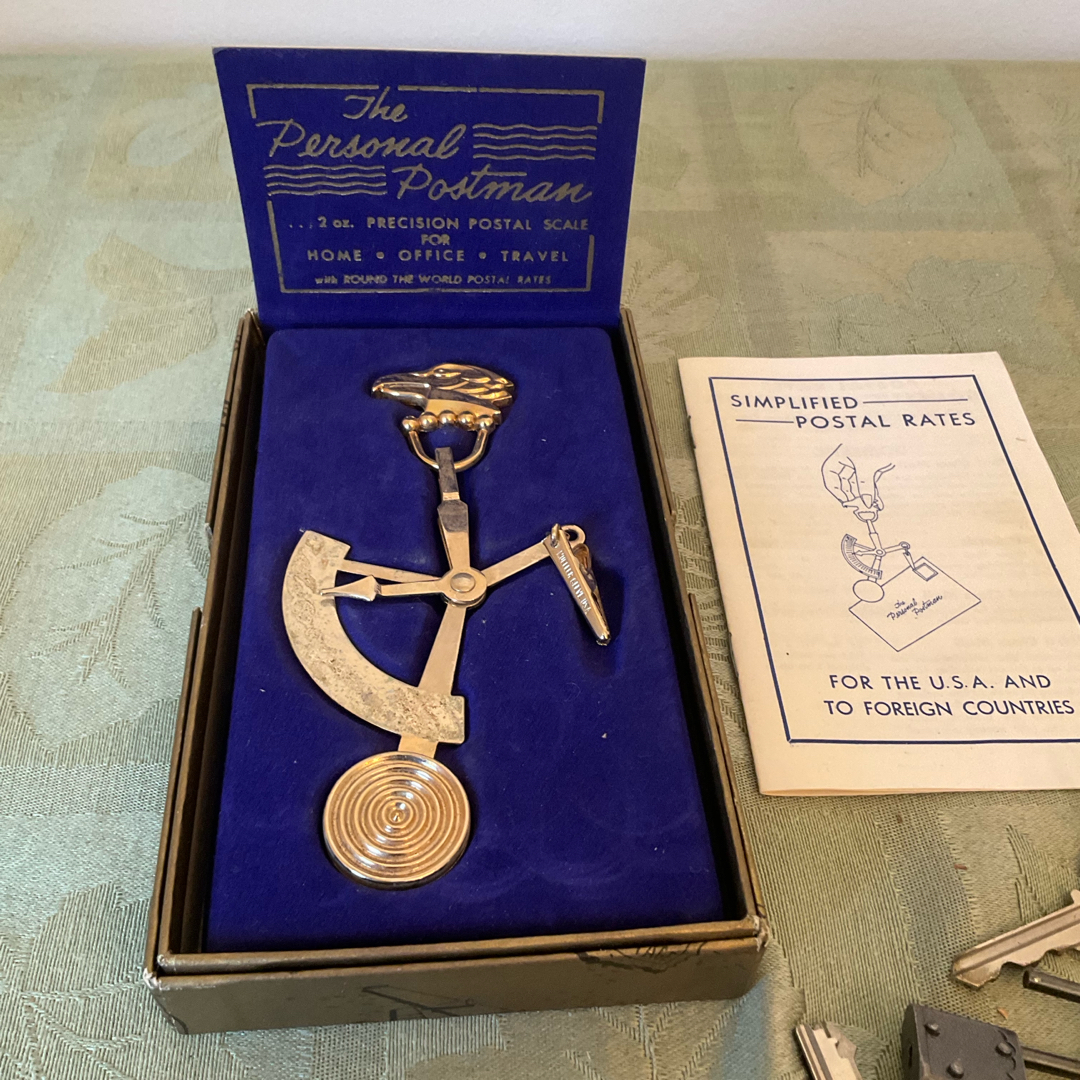 The
Personal
Postman
...2 oz. PRECISION POSTAL SCALE
FOR
HOME • OFFICE • TRAVEL
with ROUND THE WORLD POSTAL RATES
SIMPLIFIED
POSTAL RATES
The
Personal
Postman
FOR THE U.S.A. AND
TO FOREIGN COUNTRIES